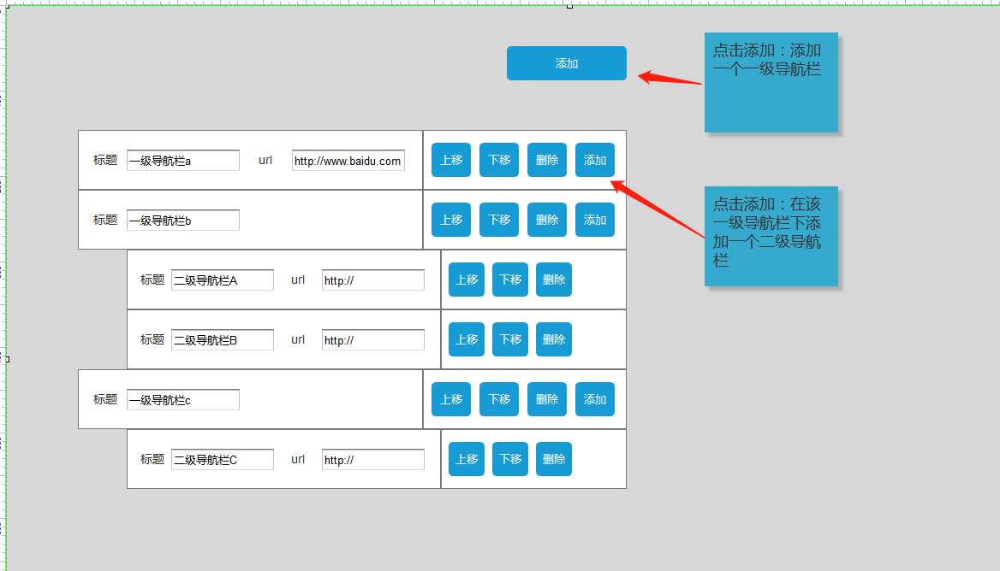 添加
点击添加：添加
一个一级导航栏
标题 一级导航栏a url http://www.baidu.com 上移 下移 删除 添加
点击添加：在该
一级导航栏下添
加一个二级导航
栏
标题 一级导航栏b 上移 下移 删除 添加
标题 二级导航栏A url http:// 上移 下移 删除
标题 二级导航栏B url http:// 上移 下移 删除
标题 一级导航栏c 上移 下移 删除 添加
标题 二级导航栏C url http:// 上移 下移 删除